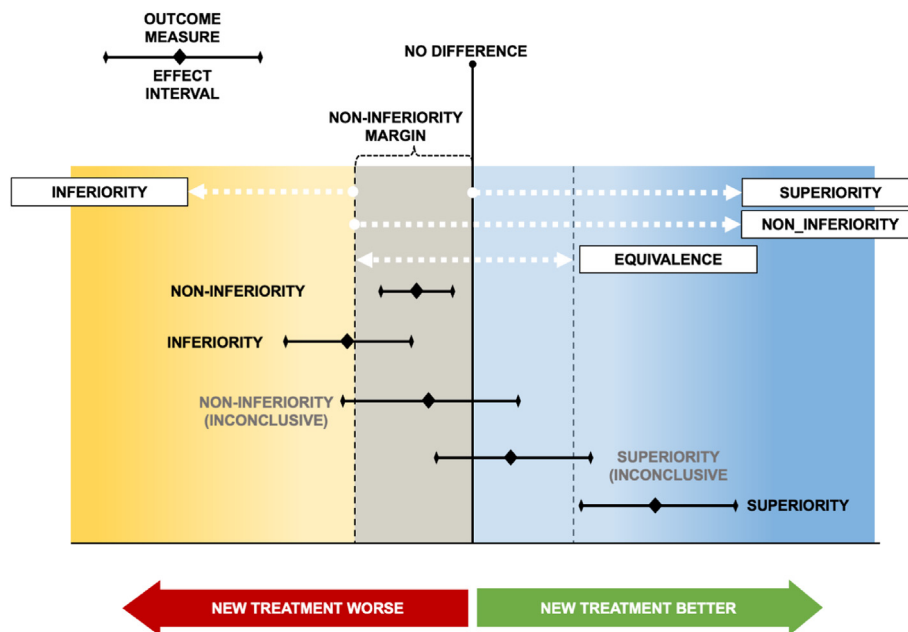 OUTCOME
MEASURE
EFFECT
INTERVAL
NO DIFFERENCE
NON-INFERIORITY
MARGIN
INFERIORITY
SUPERIORITY
NON_INFERIORITY
EQUIVALENCE
NON-INFERIORITY
INFERIORITY
NON-INFERIORITY
(INCONCLUSIVE)
SUPERIORITY
(INCONCLUSIVE
SUPERIORITY
NEW TREATMENT WORSE
NEW TREATMENT BETTER